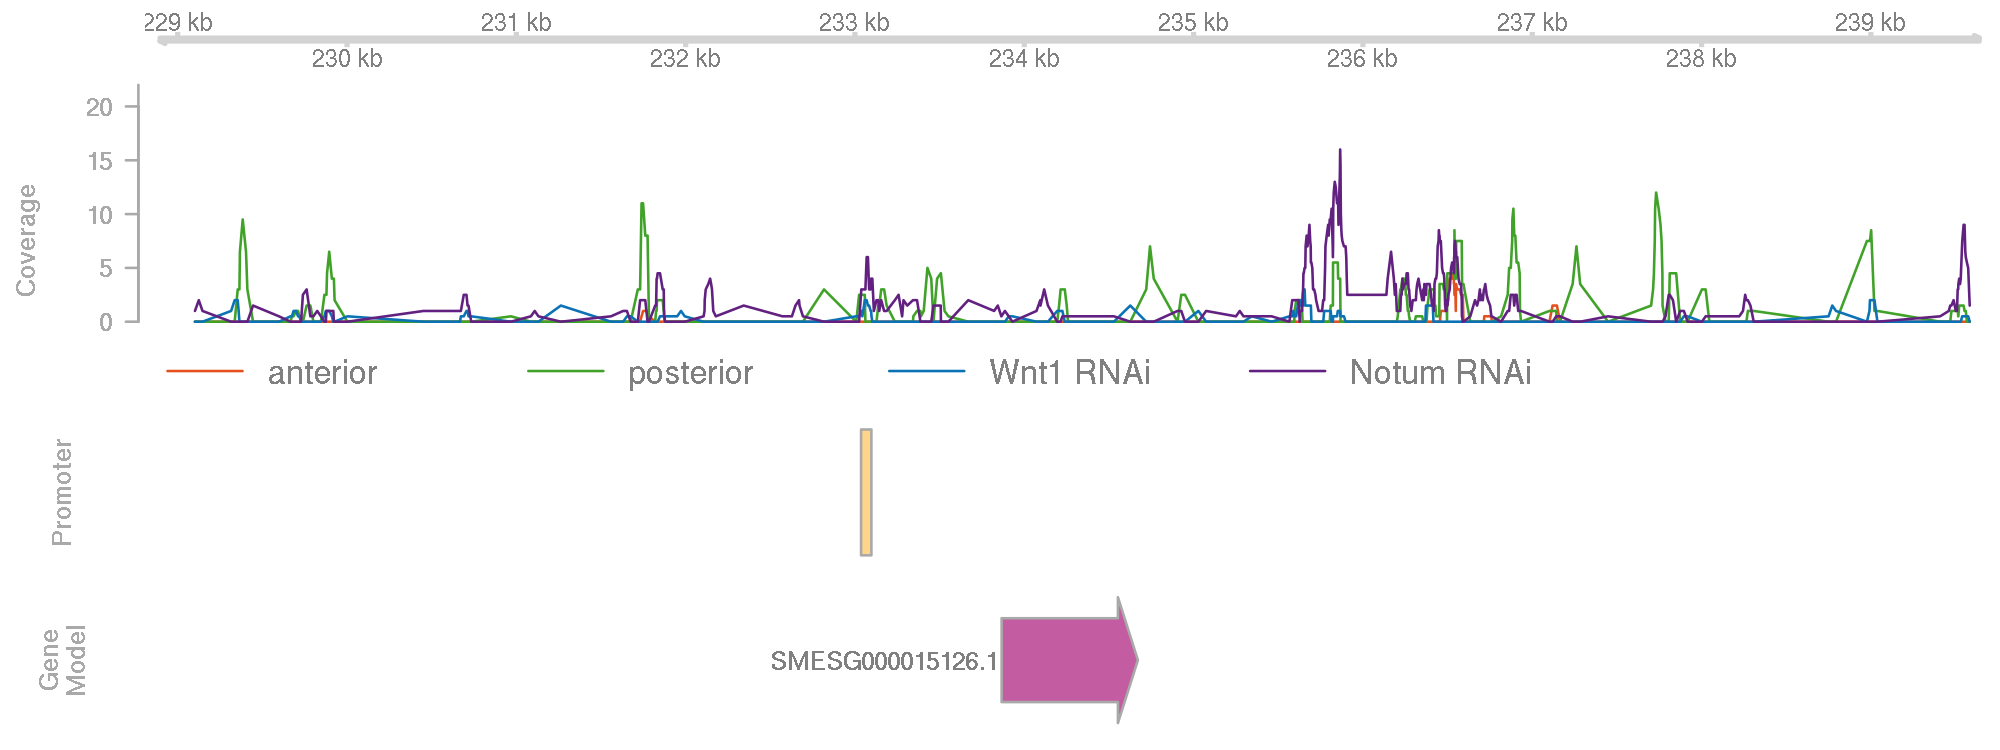 229 kb 231 kb 233 kb 235 kb 237 kb 239 kb
230 kb 232 kb 234 kb 236 kb 238 kb
Coverage
20
15
10
5
0
anterior posterior Wnt1 RNAi Notum RNAi
Promoter
Gene
Model
SMESG000015126.1